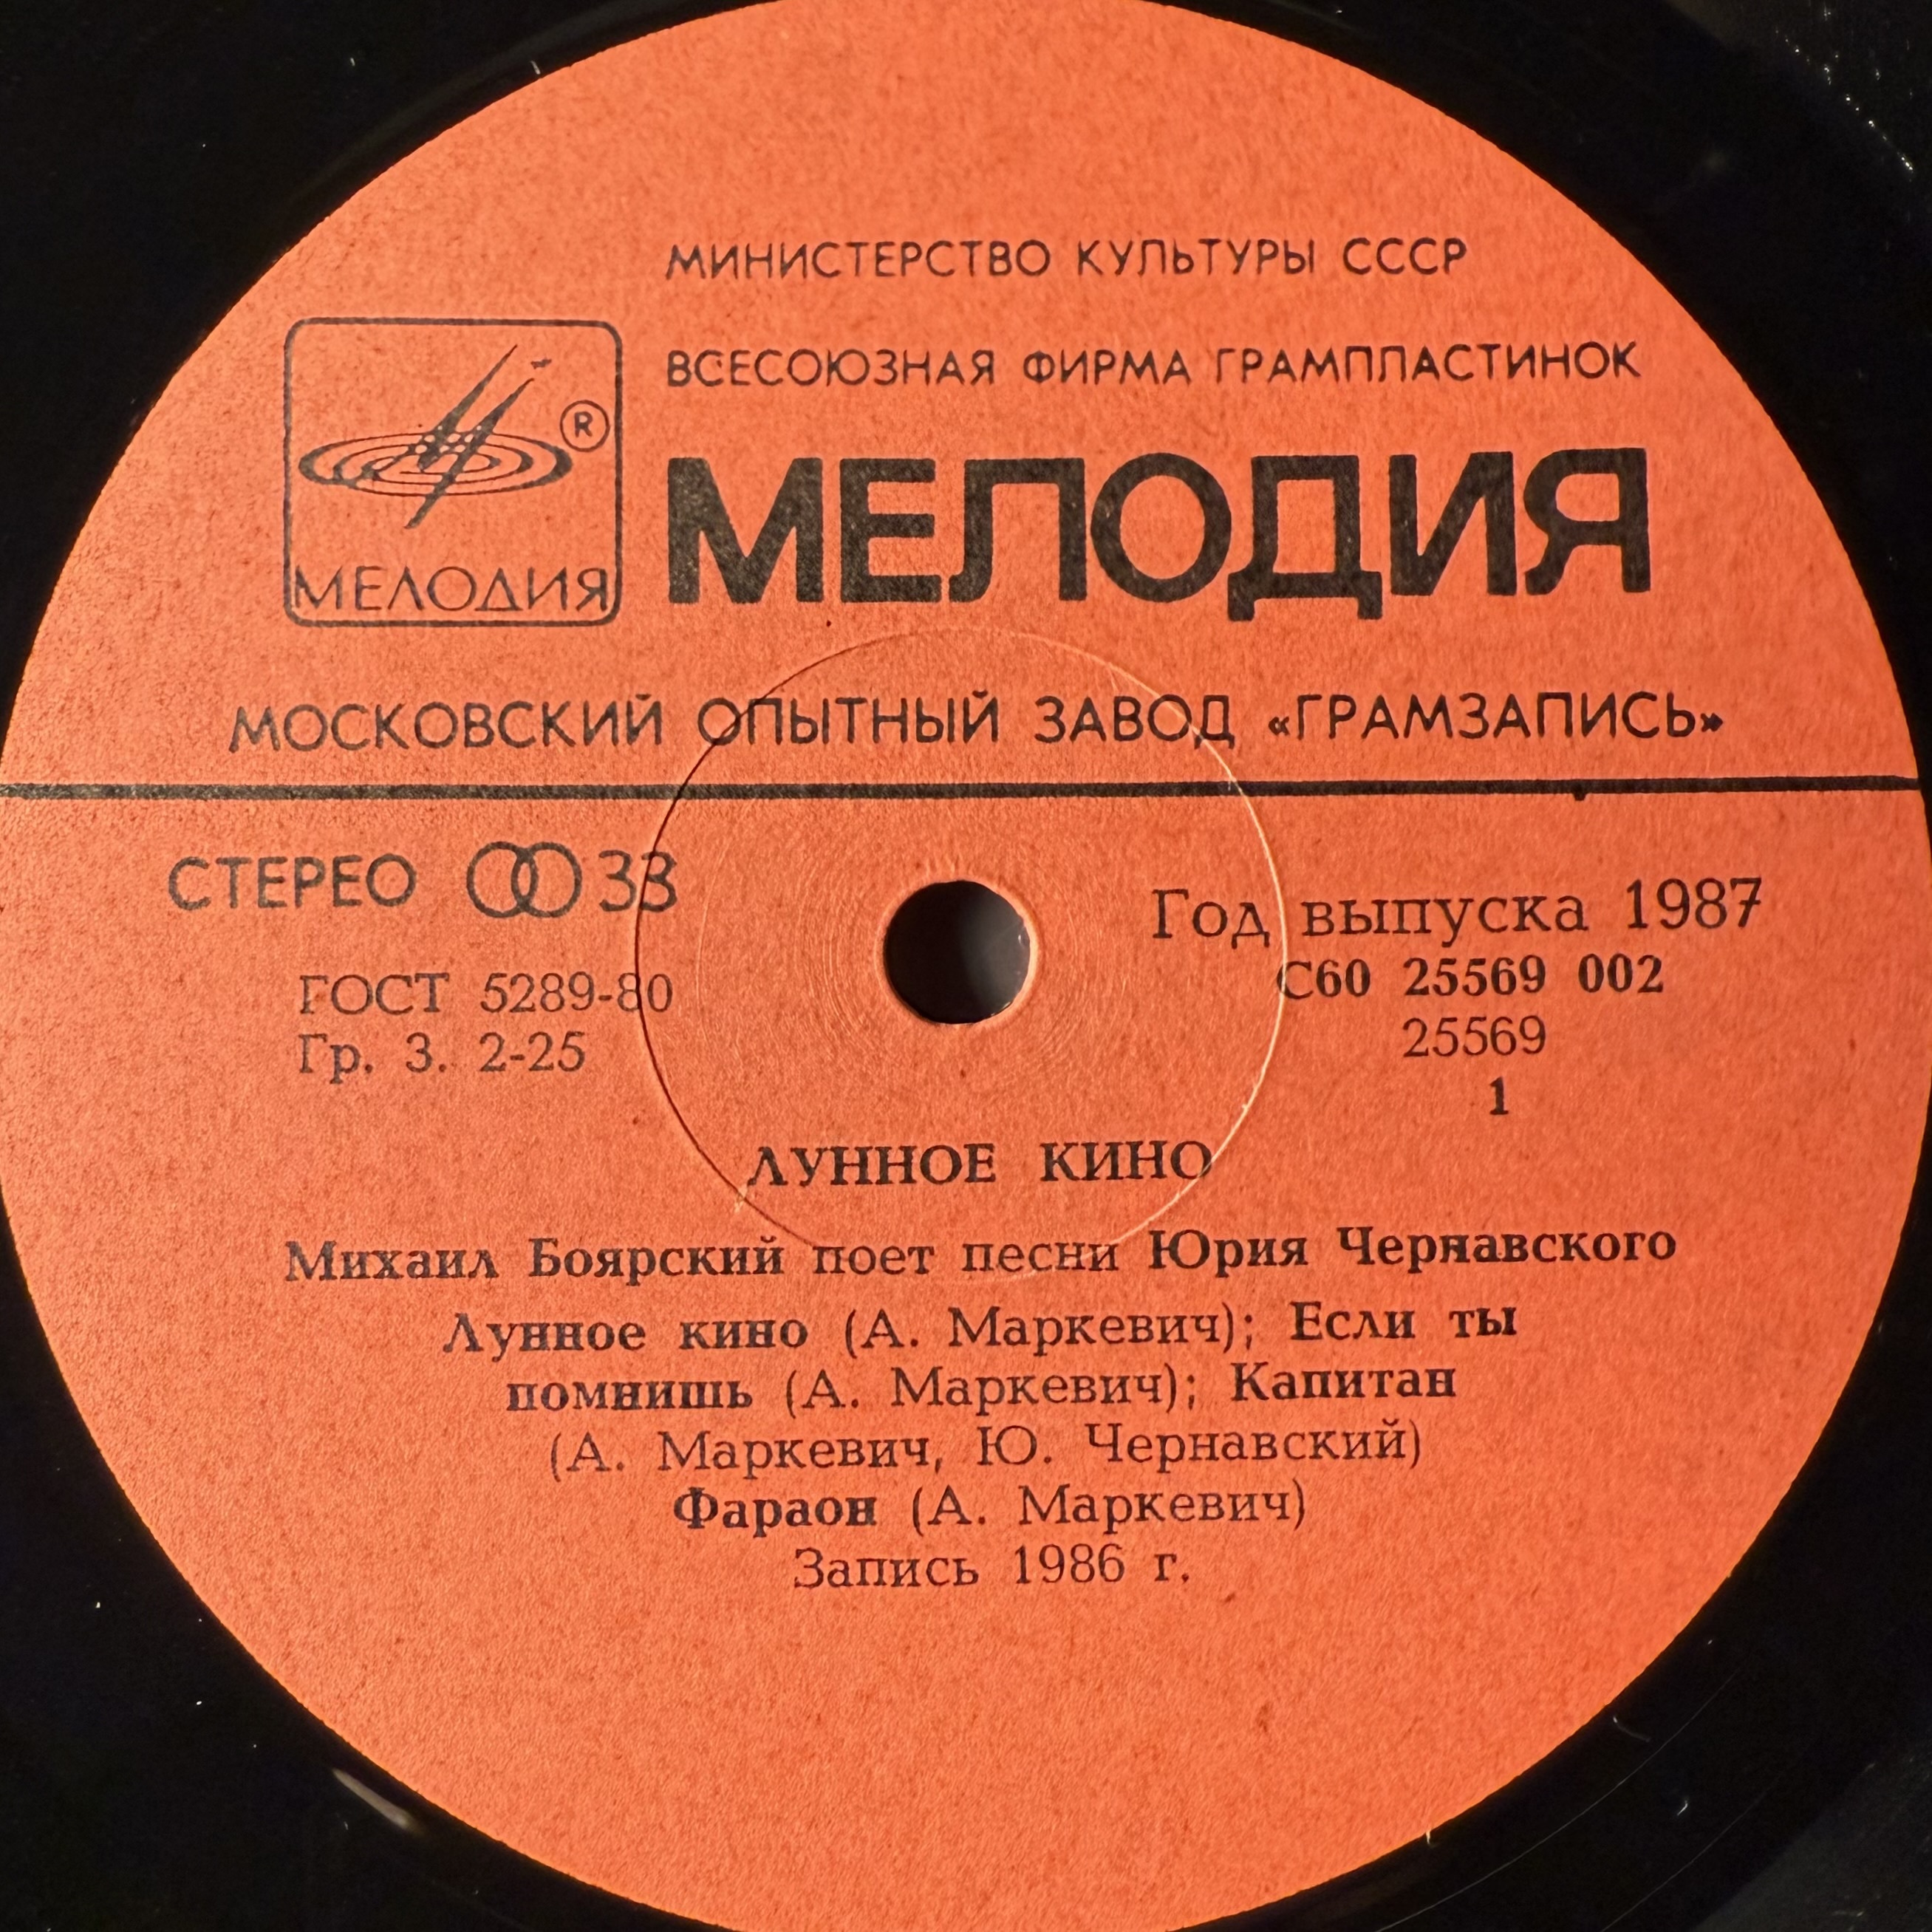 МИНИСТЕРСТВО КУЛЬТУРЫ СССР
ВСЕСОЮЗНАЯ ФИРМА ГРАМПЛАСТИНОК
®
МЕЛОДИЯ
МЕЛОДИЯ
МОСКОВСКИЙ ОПЫТНЫЙ ЗАВОД «ГРАМЗАПИСЬ»
СТЕРЕО 33
Год выпуска 1987
ГОСТ 5289-80
С60 25569 002
Гр. 3. 2-25
25569
1
ЛУННОЕ КИНО
Михаил Боярский поет песни Юрия Чернавского
Лунное кино (А. Маркевич); Если ты
помнишь (А. Маркевич); Капитан
(А. Маркевич, Ю. Чернавский)
Фараон (А. Маркевич)
Запись 1986 г.